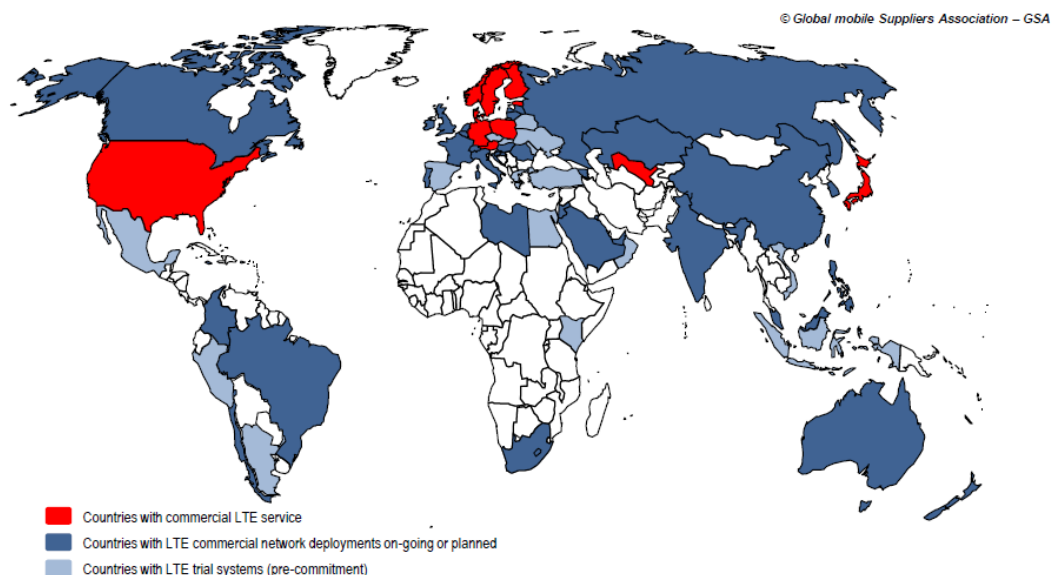 © Global mobile Suppliers Association – GSA
Countries with commercial LTE service
Countries with LTE commercial network deployments on-going or planned
Countries with LTE trial systems (pre-commitment)